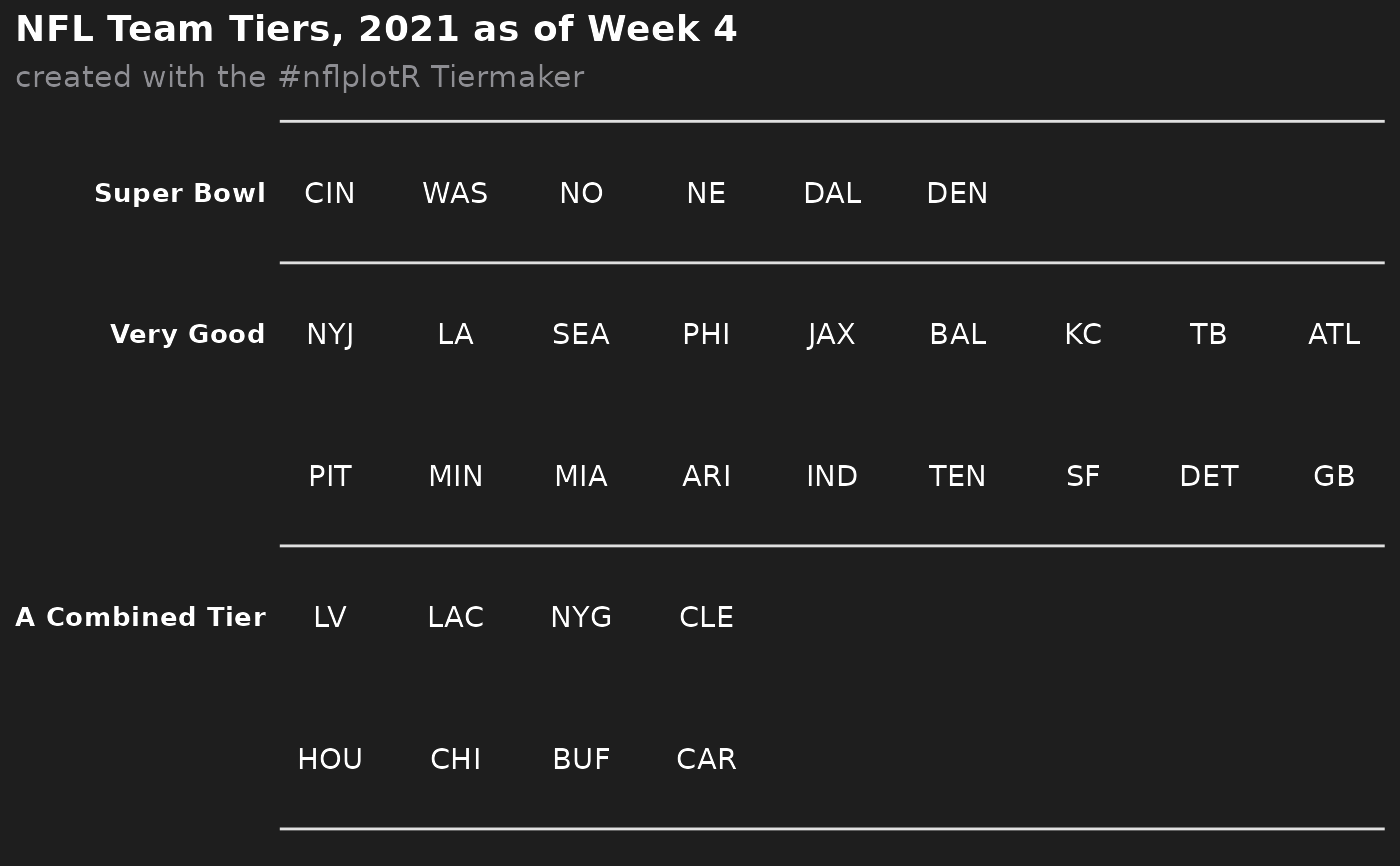 NFL Team Tiers, 2021 as of Week 4
created with the #nflplotR Tiermaker
Super Bowl CIN WAS NO NE DAL DEN
Very Good NYJ LA SEA PHI JAX BAL KC TB ATL
PIT MIN MIA ARI IND TEN SF DET GB
A Combined Tier LV LAC NYG CLE
HOU CHI BUF CAR